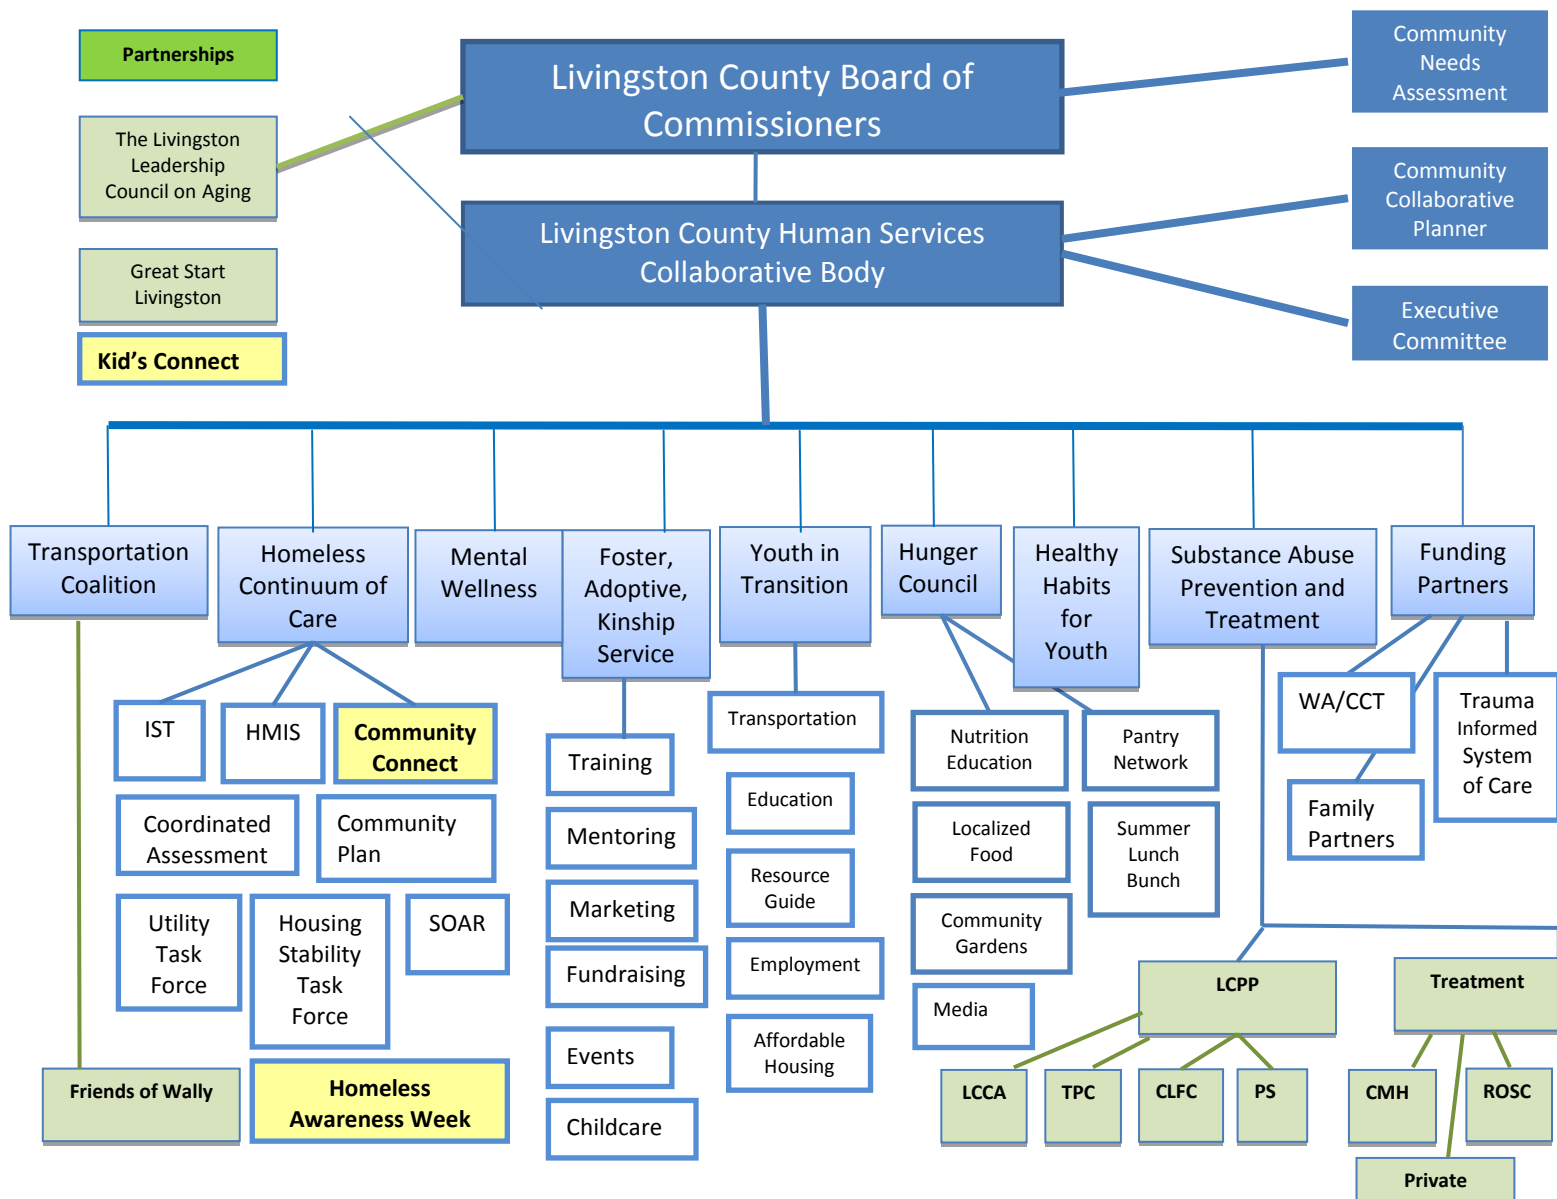 Partnerships
The Livingston
Leadership
Council on Aging
Great Start
Livingston
Kid's Connect
Livingston County Board of
Commissioners
Livingston County Human Services
Collaborative Body
Community
Needs
Assessment
Community
Collaborative
Planner
Executive
Committee
Transportation
Coalition
Homeless
Continuum of
Care
Mental
Wellness
Foster,
Adoptive,
Kinship
Service
Youth in
Transition
Hunger
Council
Healthy
Habits
for
Youth
Substance Abuse
Prevention and
Treatment
Funding
Partners
IST
HMIS
Community
Connect
Coordinated
Assessment
Community
Plan
Utility
Task
Force
Housing
Stability
Task
Force
SOAR
Friends of Wally
Homeless
Awareness Week
Training
Mentoring
Marketing
Fundraising
Events
Childcare
Transportation
Education
Resource
Guide
Employment
Affordable
Housing
Nutrition
Education
Pantry
Network
Localized
Food
Summer
Lunch
Bunch
Community
Gardens
Media
WA/CCT
Family
Partners
Trauma
Informed
System
of Care
LCPP
Treatment
LCCA
TPC
CLFC
PS
CMH
ROSC
Private